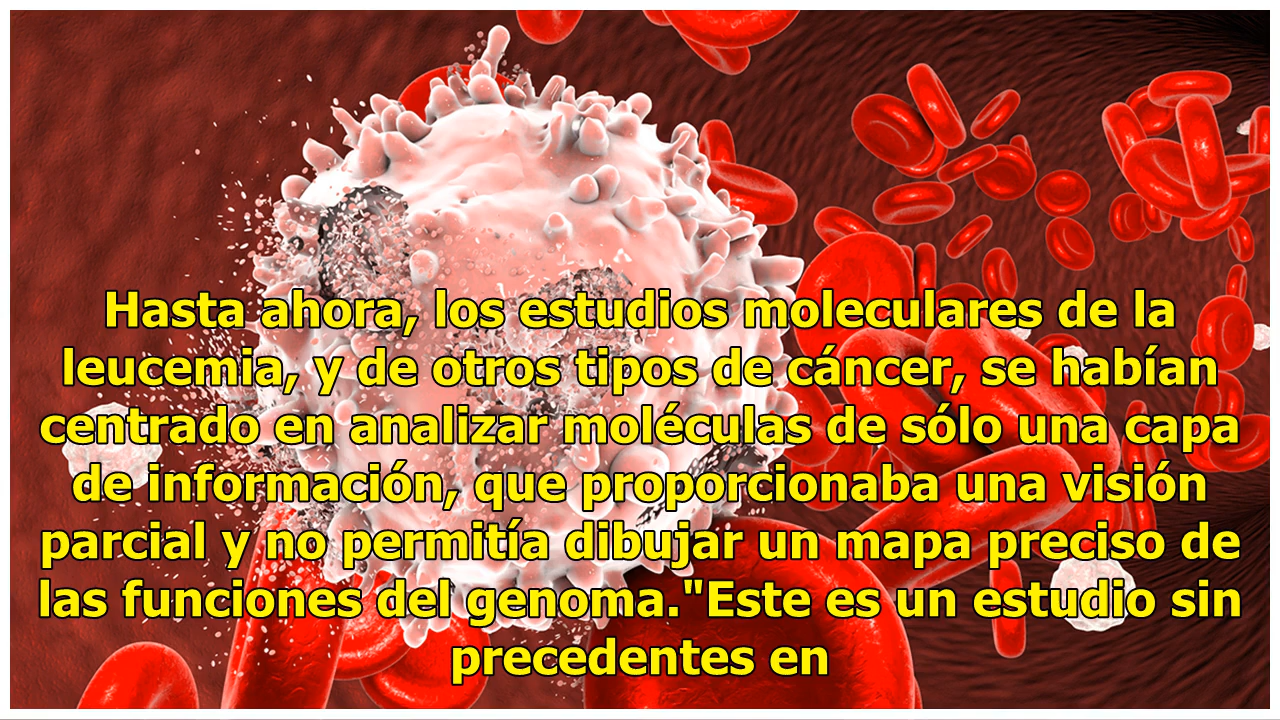 Hasta ahora, los estudios moleculares de la
leucemia, y de otros tipos de cáncer, se habían
centrado en analizar moléculas de sólo una capa
de información, que proporcionaba una visión
parcial y no permitía dibujar un mapa preciso de
las funciones del genoma."Este es un estudio sin
precedentes en